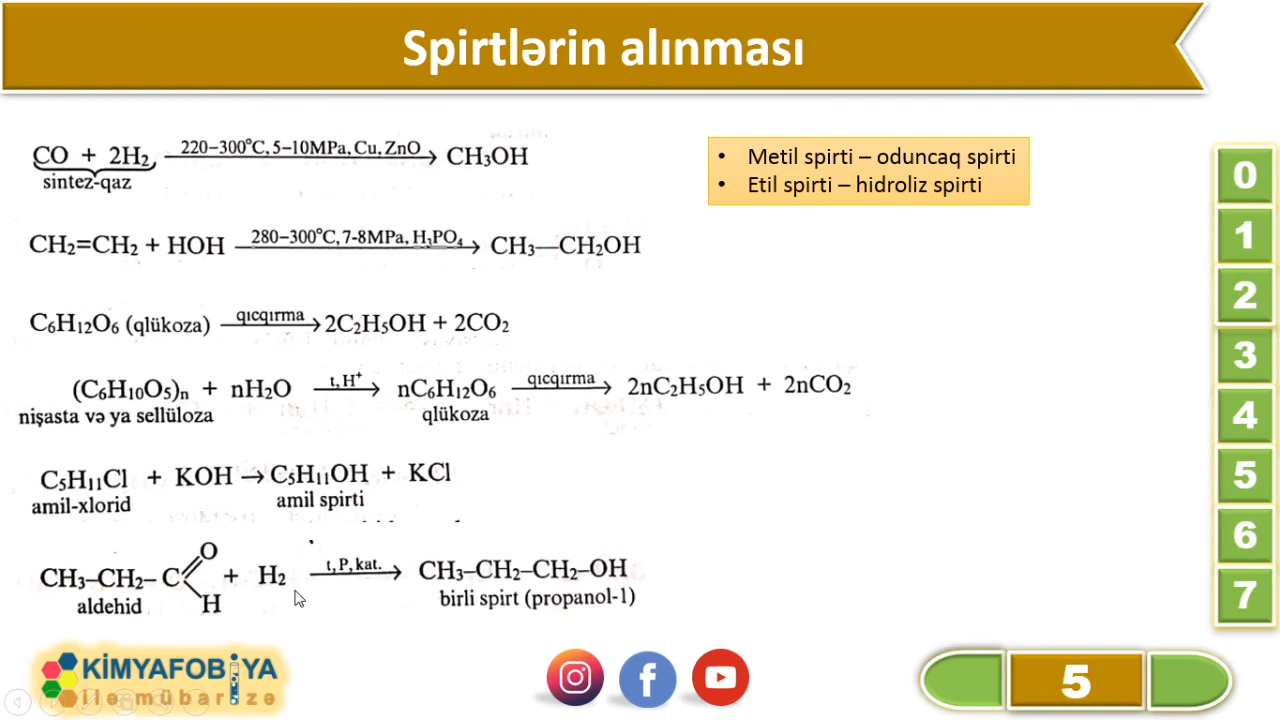 Spirtlərin alınması
CO + 2H₂ 220–300°C, 5–10MPa, Cu, ZnO → CH₃OH
sintez-qaz
• Metil spirti – oduncaq spirti
• Etil spirti – hidroliz spirti
CH₂=CH₂ + HOH 280–300°C, 7-8MPa, H₃PO₄ → CH₃—CH₂OH
C₆H₁₂O₆ (qlükoza) qıcqırma → 2C₂H₅OH + 2CO₂
(C₆H₁₀O₅)ₙ + nH₂O t, H⁺ → nC₆H₁₂O₆ qıcqırma → 2nC₂H₅OH + 2nCO₂
nişasta və ya sellüloza qlükoza
C₅H₁₁Cl + KOH → C₅H₁₁OH + KCl
amil-xlorid amil spirti
O
CH₃–CH₂–C + H₂ t, P, kat. → CH₃–CH₂–CH₂–OH
H
aldehid birli spirt (propanol-1)
0
1
2
3
4
5
6
7
KİMYAFOBİYA
ilə mübarizə
5